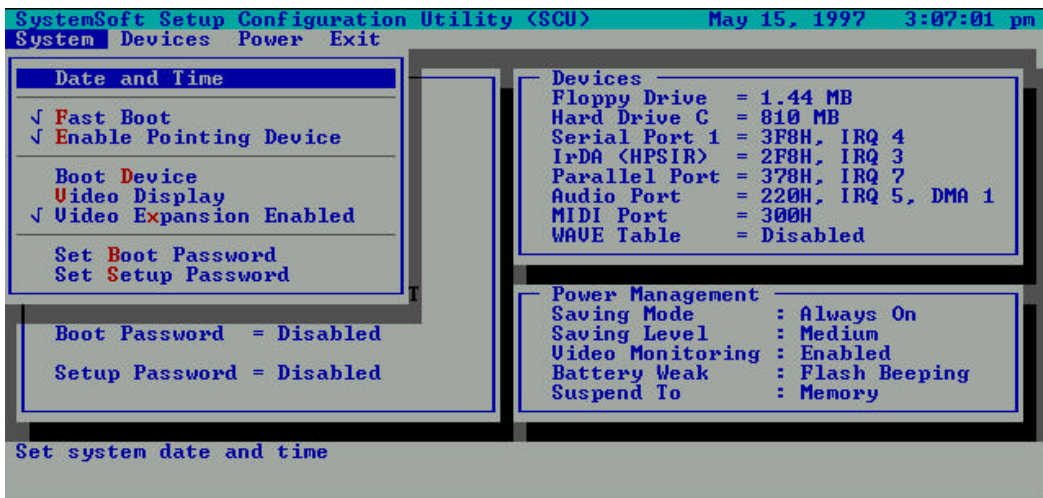 SystemSoft Setup Configuration Utility (SCU) May 15, 1997 3:07:01 pm
System Devices Power Exit
Date and Time
√ Fast Boot
√ Enable Pointing Device
Boot Device
Video Display
√ Video Expansion Enabled
Set Boot Password
Set Setup Password
T
Boot Password = Disabled
Setup Password = Disabled
Devices
Floppy Drive = 1.44 MB
Hard Drive C = 810 MB
Serial Port 1 = 3F8H, IRQ 4
IrDA (HPSIR) = 2F8H, IRQ 3
Parallel Port = 378H, IRQ 7
Audio Port = 220H, IRQ 5, DMA 1
MIDI Port = 300H
WAVE Table = Disabled
Power Management
Saving Mode : Always On
Saving Level : Medium
Video Monitoring : Enabled
Battery Weak : Flash Beeping
Suspend To : Memory
Set system date and time